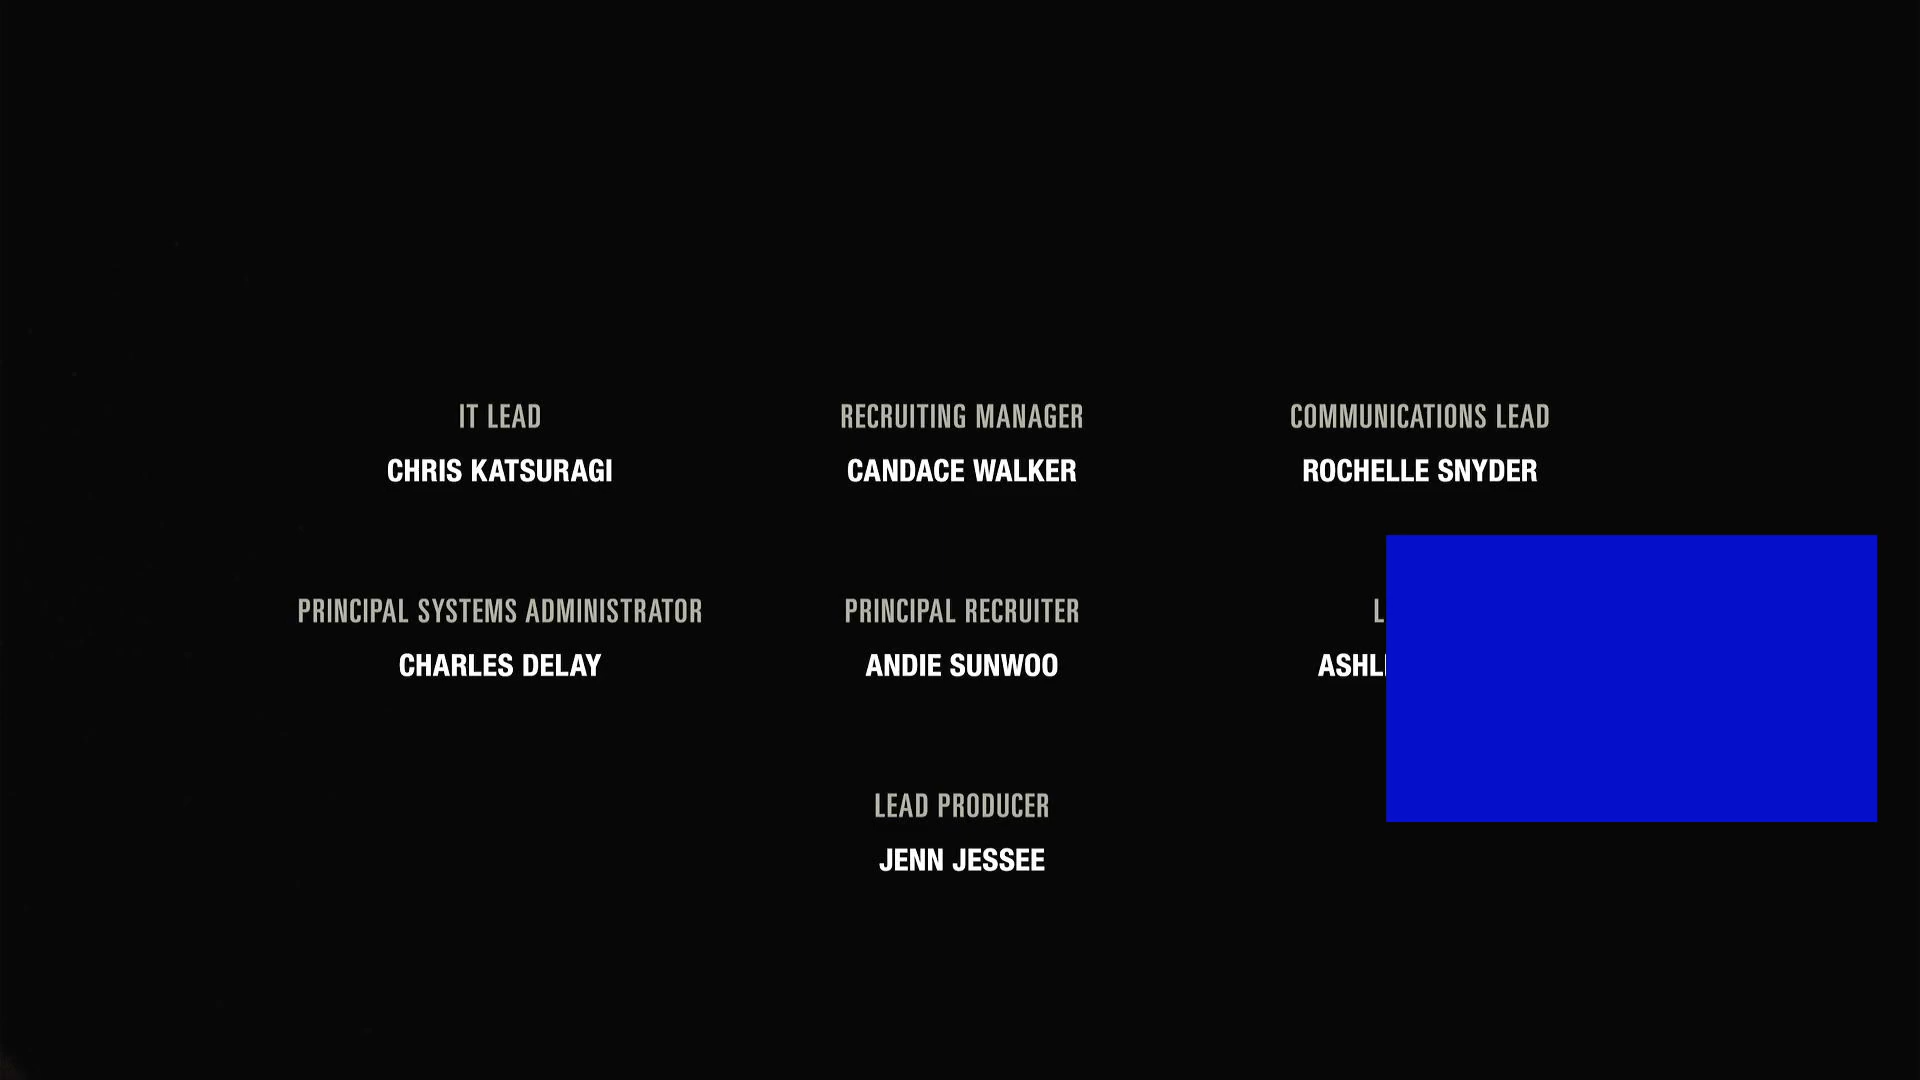 IT LEAD
CHRIS KATSURAGI
RECRUITING MANAGER
CANDACE WALKER
COMMUNICATIONS LEAD
ROCHELLE SNYDER
PRINCIPAL SYSTEMS ADMINISTRATOR
CHARLES DELAY
PRINCIPAL RECRUITER
ANDIE SUNWOO
LEAD PRODUCER
JENN JESSEE